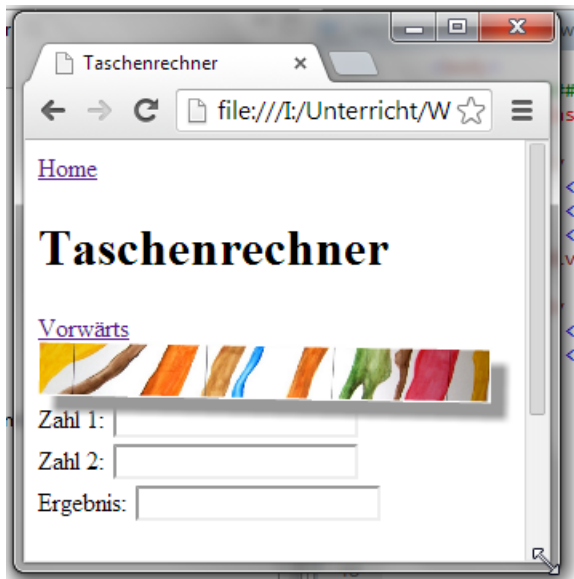 Taschenrechner
file:///I:/Unterricht/W
Home
Taschenrechner
Vorwärts
Zahl 1:
Zahl 2:
Ergebnis: